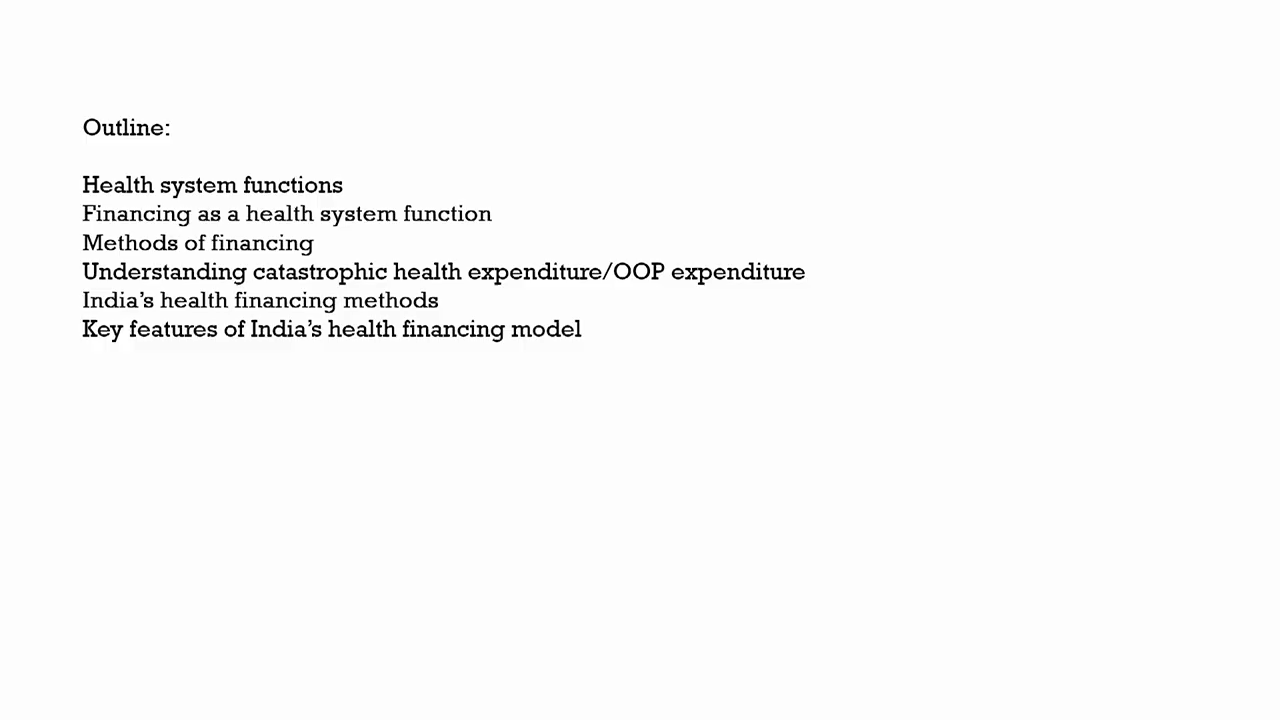 Outline:
Health system functions
Financing as a health system function
Methods of financing
Understanding catastrophic health expenditure/OOP expenditure
India’s health financing methods
Key features of India’s health financing model